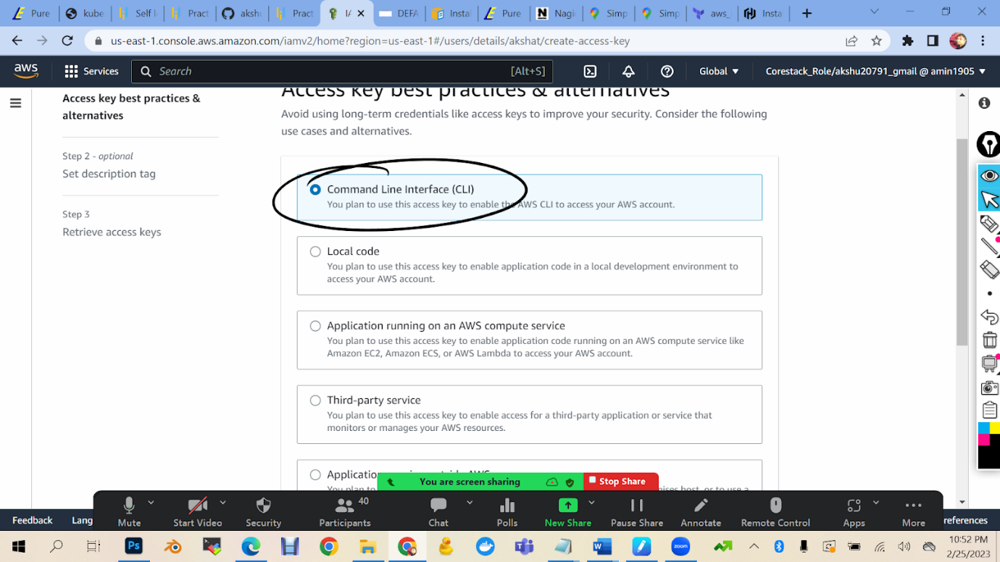 Pure
kube
Self l
Pract
akshu
Pract
IA
DEFA
Instal
Pure
Nagi
Simp
Simp
aws_
Insta
us-east-1.console.aws.amazon.com/iamv2/home?region=us-east-1#/users/details/akshat/create-access-key
aws
Services
Search
[Alt+S]
Global
Corestack_Role/akshu20791_gmail @ amin1905
Access key best practices &
alternatives
Step 2 - optional
Set description tag
Step 3
Retrieve access keys
Access key best practices & alternatives
Avoid using long-term credentials like access keys to improve your security. Consider the following
use cases and alternatives.
Command Line Interface (CLI)
You plan to use this access key to enable the AWS CLI to access your AWS account.
Local code
You plan to use this access key to enable application code in a local development environment to
access your AWS account.
Application running on an AWS compute service
You plan to use this access key to enable application code running on an AWS compute service like
Amazon EC2, Amazon ECS, or AWS Lambda to access your AWS account.
Third-party service
You plan to use this access key to enable access for a third-party application or service that
monitors or manages your AWS resources.
Application
You are screen sharing
Stop Share
You plan to
host, or to use a
Feedback
Lang
references
Mute
Start Video
Security
Participants
40
Chat
Polls
New Share
Pause Share
Annotate
Remote Control
Apps
More
Ps
zoom
10:52 PM
2/25/2023